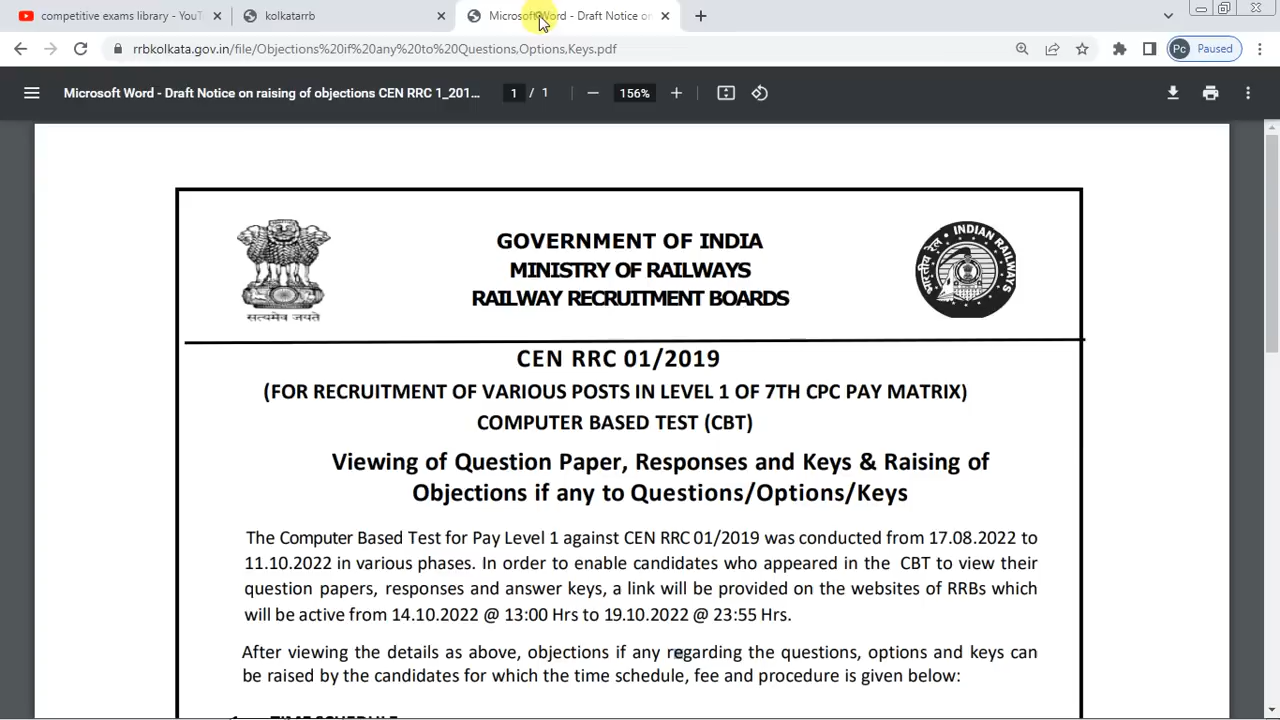 competitive exams library - YouT
kolkatarrb
Microsoft Word - Draft Notice on
rrbkolkata.gov.in/file/Objections%20if%20any%20to%20Questions,Options,Keys.pdf
Pc Paused
Microsoft Word - Draft Notice on raising of objections CEN RRC 1_201...
1 / 1
156%
GOVERNMENT OF INDIA
MINISTRY OF RAILWAYS
RAILWAY RECRUITMENT BOARDS
सत्यमेव जयते
भारतीय रेल INDIAN RAILWAYS
CEN RRC 01/2019
(FOR RECRUITMENT OF VARIOUS POSTS IN LEVEL 1 OF 7TH CPC PAY MATRIX)
COMPUTER BASED TEST (CBT)
Viewing of Question Paper, Responses and Keys & Raising of
Objections if any to Questions/Options/Keys
The Computer Based Test for Pay Level 1 against CEN RRC 01/2019 was conducted from 17.08.2022 to
11.10.2022 in various phases. In order to enable candidates who appeared in the CBT to view their
question papers, responses and answer keys, a link will be provided on the websites of RRBs which
will be active from 14.10.2022 @ 13:00 Hrs to 19.10.2022 @ 23:55 Hrs.
After viewing the details as above, objections if any regarding the questions, options and keys can
be raised by the candidates for which the time schedule, fee and procedure is given below:
TIME SCHEDULE